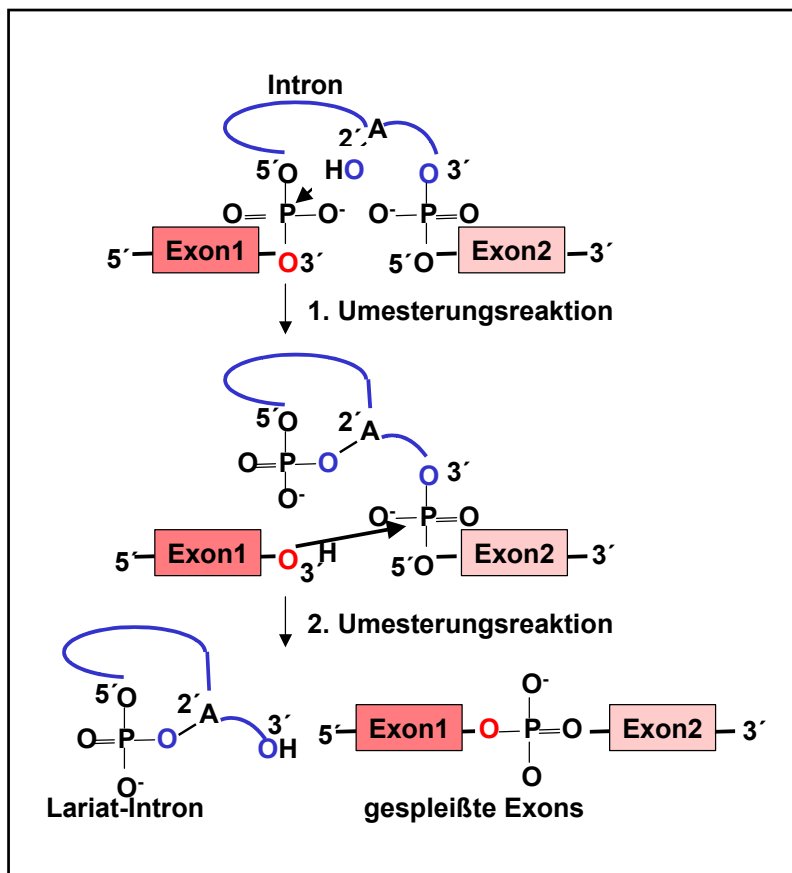 Intron
2´ A
5´O HO O 3´
O= P –O- O-– P =O
5´ Exon1 O3´ 5´O Exon2 3´
1. Umesterungsreaktion
5´O 2´ A
O=P–O O 3´
O-
O-– P =O
5´ Exon1 O3´H 5´O Exon2 3´
2. Umesterungsreaktion
5´O 2´ A 3´
O=P–O OH
O-
O-
5´ Exon1 O–P=O Exon2 3´
O
Lariat-Intron gespleißte Exons